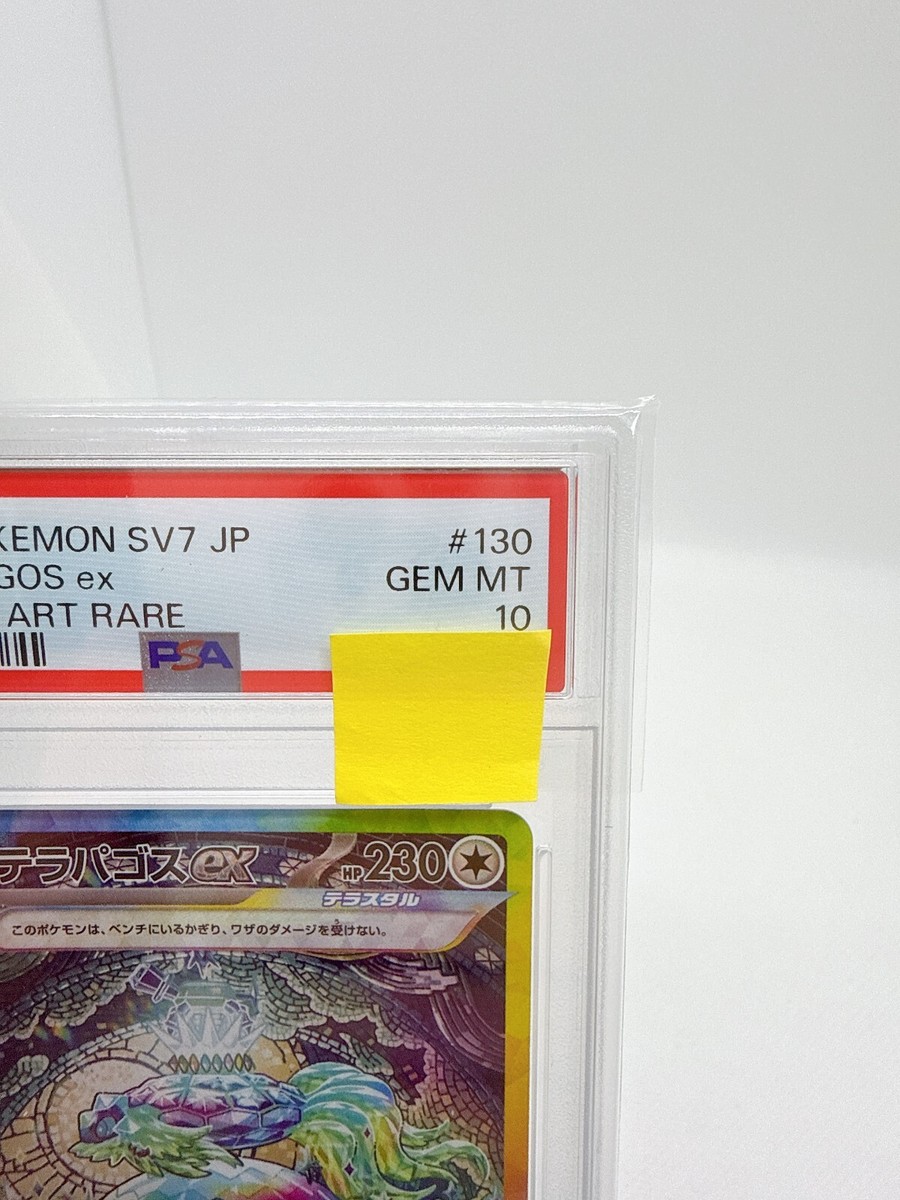 KEMON SV7 JP #130
GOS ex GEM MT
ART RARE 10
PSA
テラパゴスex HP230
テラスタル
このポケモンは、ベンチにいるかぎり、ワザのダメージを受けない。